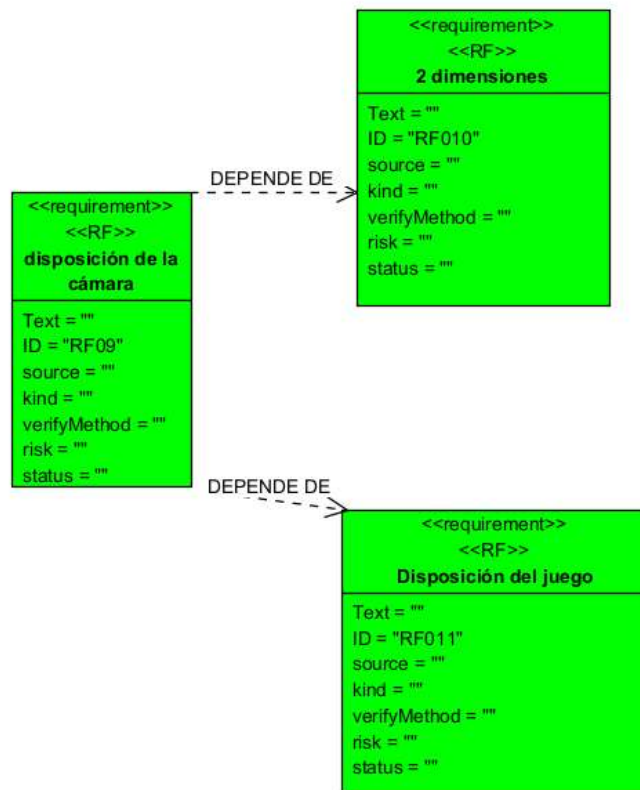 <<requirement>>
<<RF>>
2 dimensiones
Text = ""
ID = "RF010"
source = ""
kind = ""
verifyMethod = ""
risk = ""
status = ""
DEPENDE DE
<<requirement>>
<<RF>>
disposición de la
cámara
Text = ""
ID = "RF09"
source = ""
kind = ""
verifyMethod = ""
risk = ""
status = ""
DEPENDE DE
<<requirement>>
<<RF>>
Disposición del juego
Text = ""
ID = "RF011"
source = ""
kind = ""
verifyMethod = ""
risk = ""
status = ""